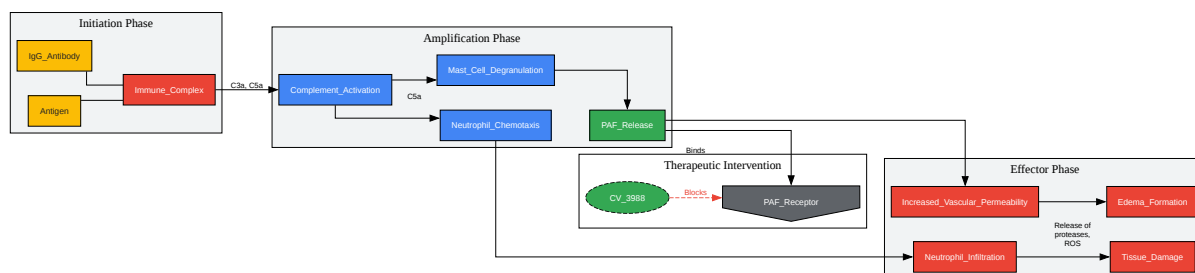 Initiation Phase
IgG_Antibody
Antigen
Immune_Complex
C3a, C5a
Amplification Phase
Complement_Activation
C5a
Mast_Cell_Degranulation
Neutrophil_Chemotaxis
PAF_Release
Binds
Therapeutic Intervention
CV_3988
Blocks
PAF_Receptor
Effector Phase
Increased_Vascular_Permeability
Edema_Formation
Release of
proteases,
ROS
Neutrophil_Infiltration
Tissue_Damage